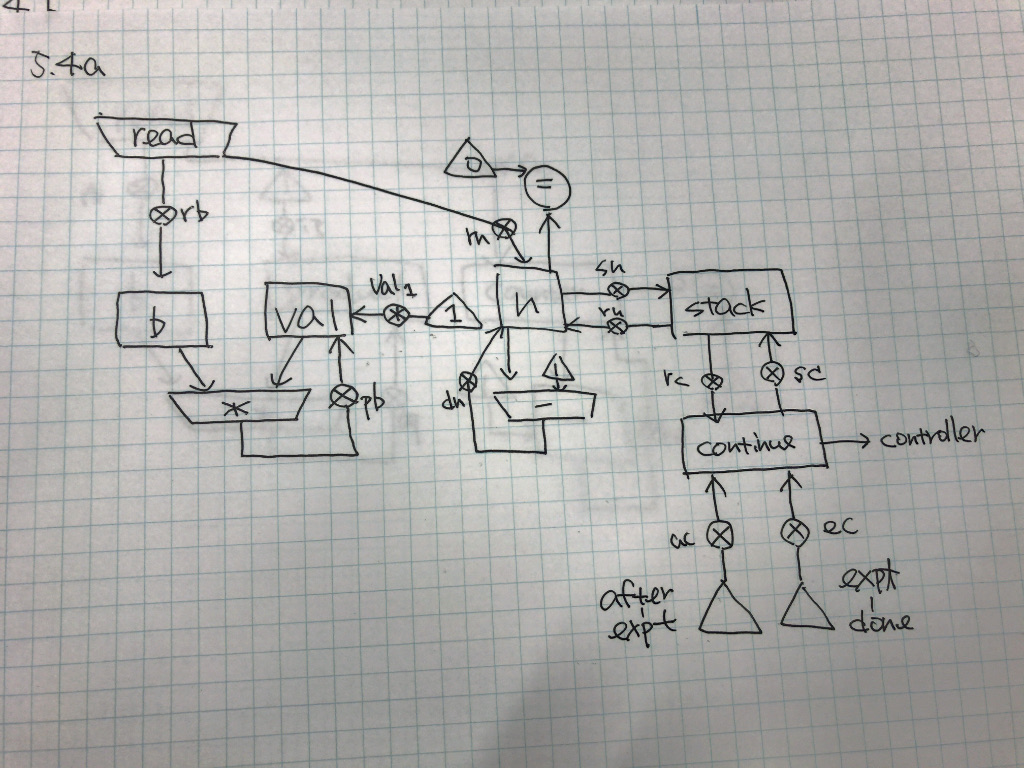 5.4a
read
0
=
rb
rn
sn
val1
n
stack
b
val
1
rn
1
rc
sc
dn
*
pb
-
continue
controller
ac
ec
after
expt
expt
-
done